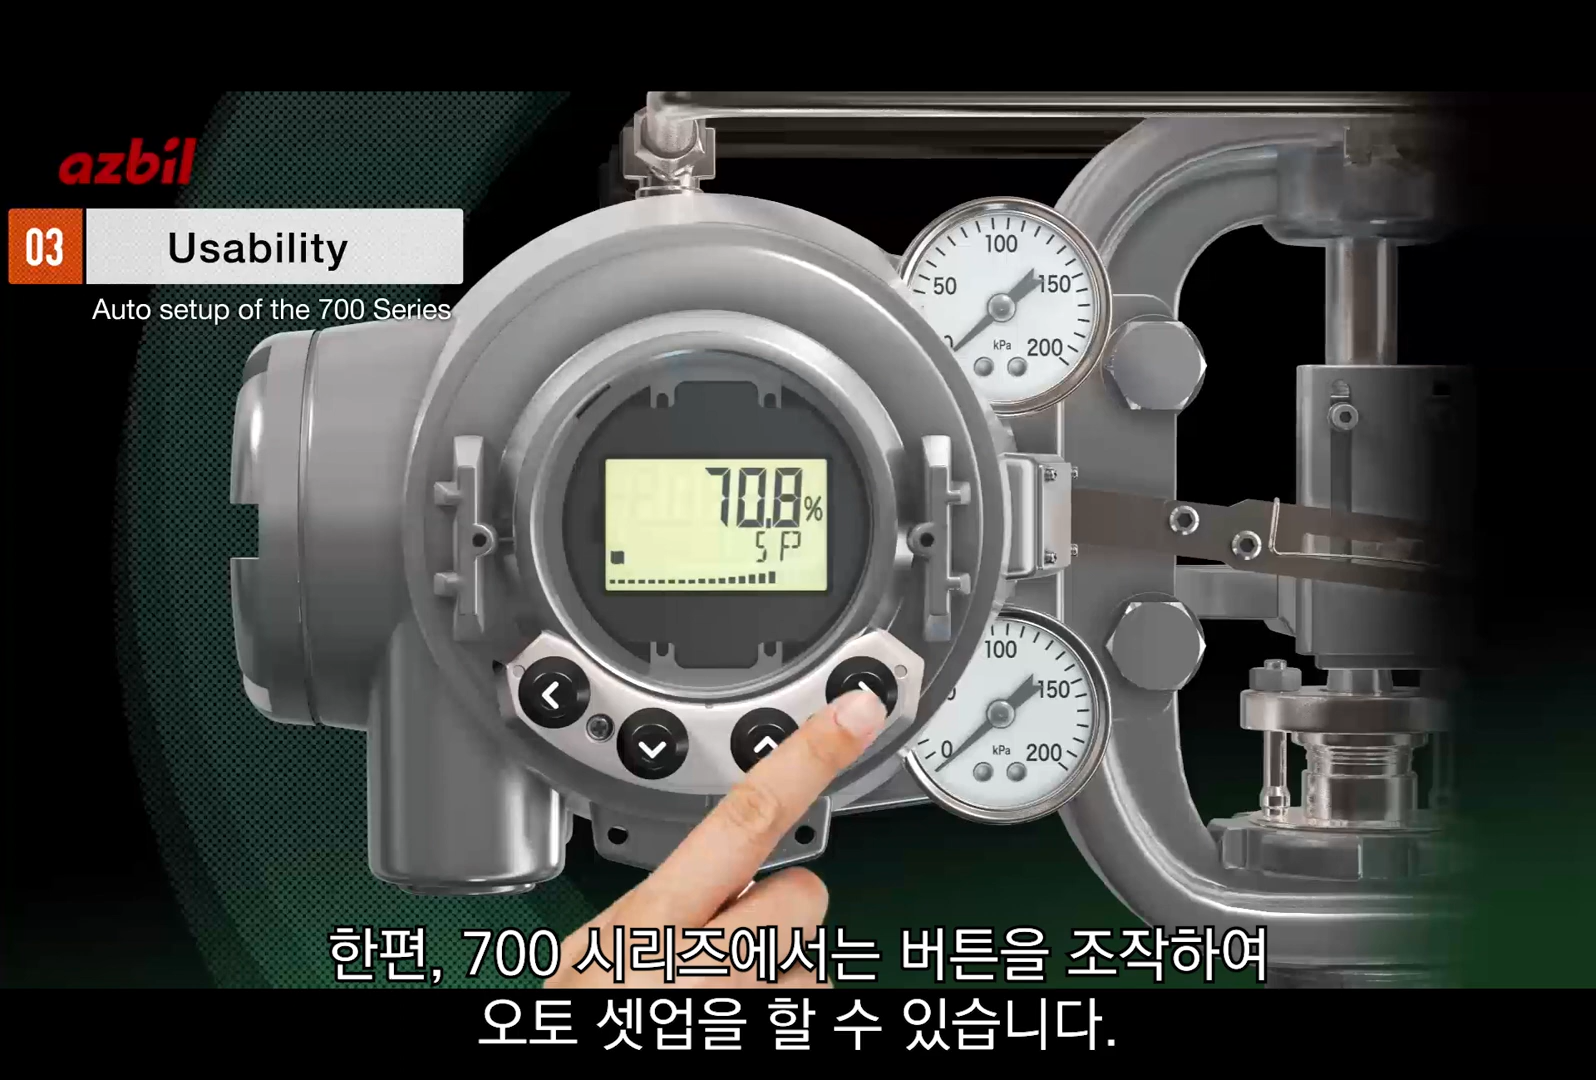 azbil
03
Usability
Auto setup of the 700 Series
50
100
150
200
kPa
70.8%
SP
100
150
0
kPa
200
한편, 700 시리즈에서는 버튼을 조작하여
오토 셋업을 할 수 있습니다.